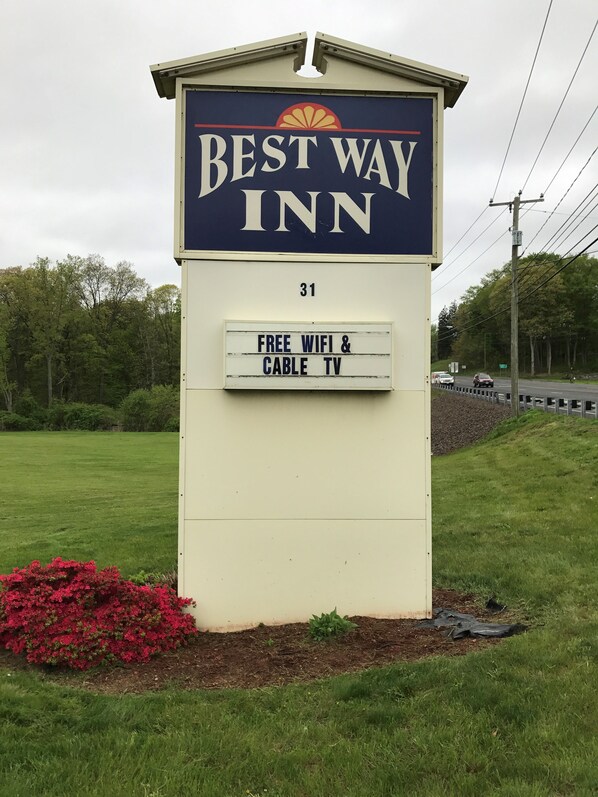 BEST WAY
INN
31
FREE WIFI &
CABLE TV